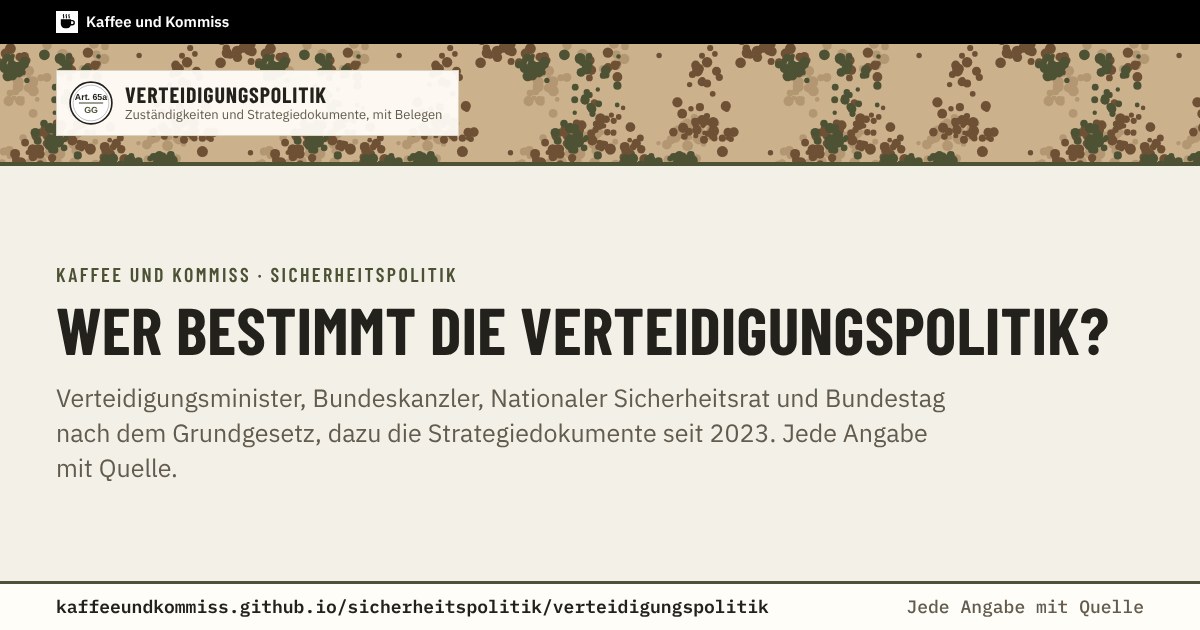 Kaffee und Kommiss
Art. 65a
GG
VERTEIDIGUNGSPOLITIK
Zuständigkeiten und Strategiedokumente, mit Belegen
KAFFEE UND KOMMISS · SICHERHEITSPOLITIK
WER BESTIMMT DIE VERTEIDIGUNGSPOLITIK?
Verteidigungsminister, Bundeskanzler, Nationaler Sicherheitsrat und Bundestag
nach dem Grundgesetz, dazu die Strategiedokumente seit 2023. Jede Angabe
mit Quelle.
kaffeeundkommiss.github.io/sicherheitspolitik/verteidigungspolitik
Jede Angabe mit Quelle